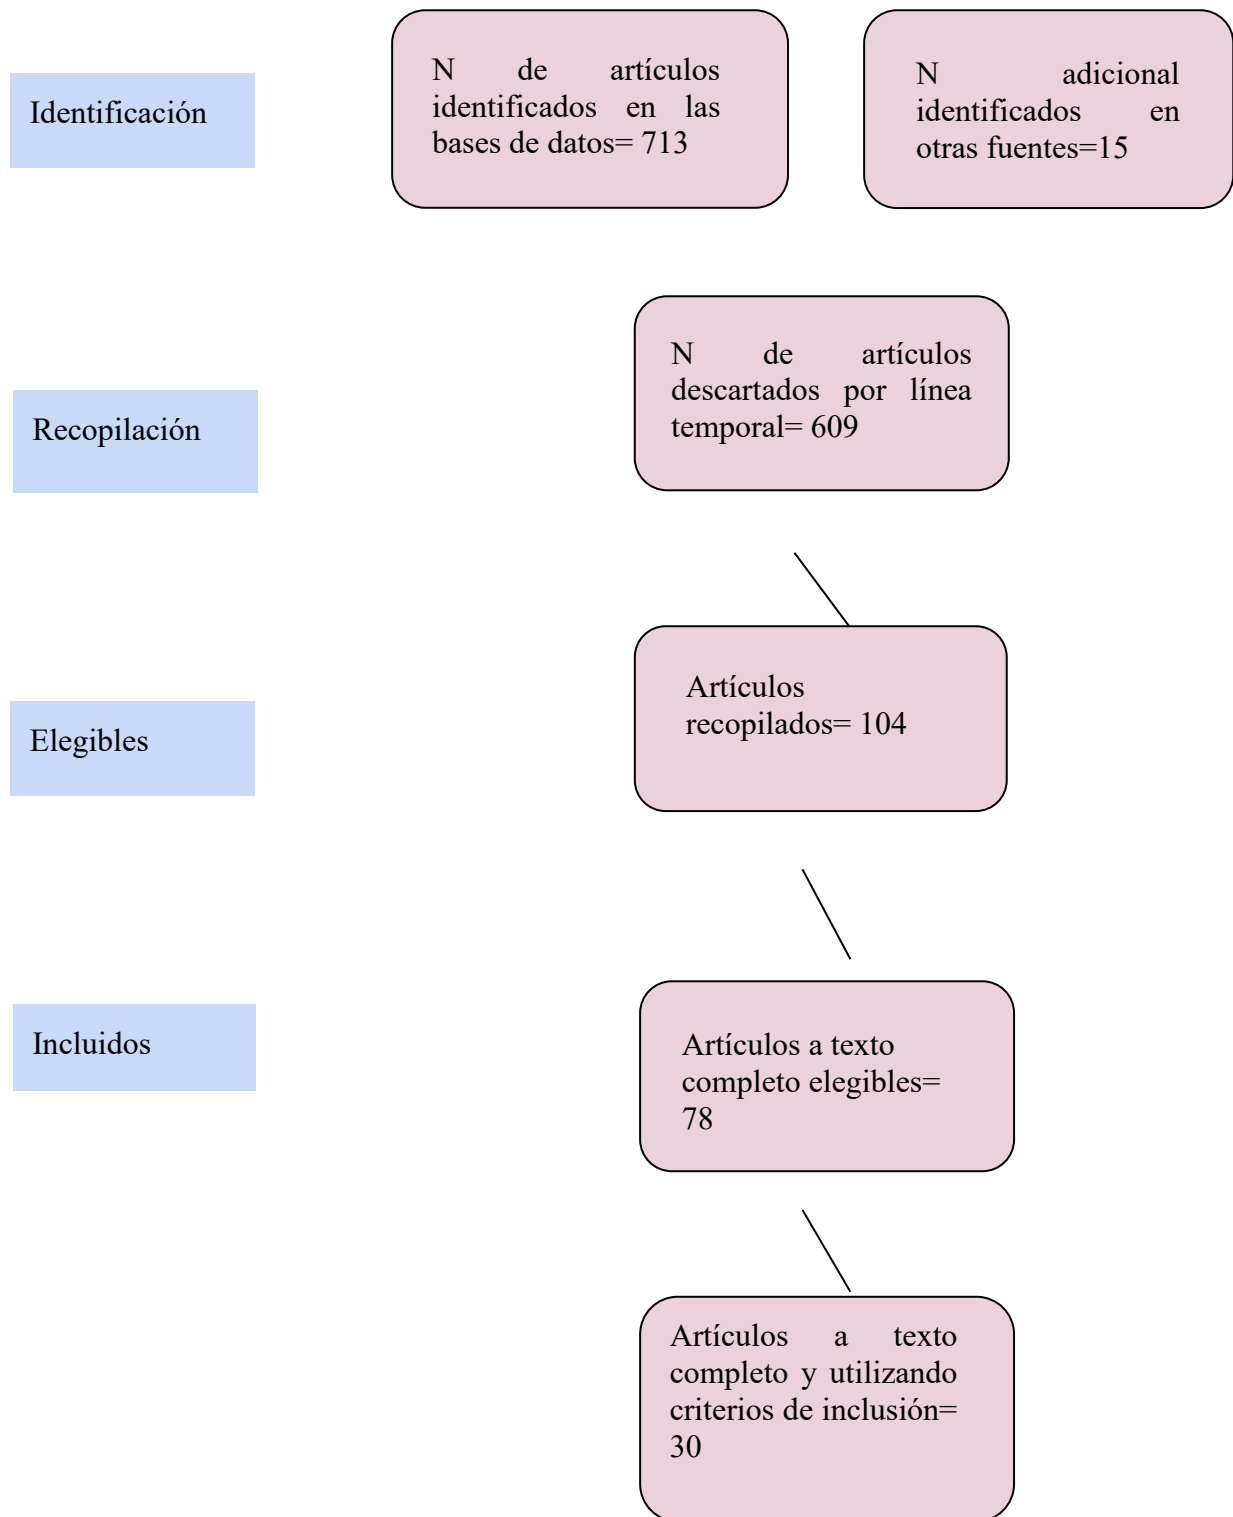 Identificación
N de artículos
identificados en las
bases de datos= 713
N adicional
identificados en
otras fuentes=15
Recopilación
N de artículos
descartados por línea
temporal= 609
Elegibles
Artículos
recopilados= 104
Incluidos
Artículos a texto
completo elegibles=
78
Artículos a texto
completo y utilizando
criterios de inclusión=
30